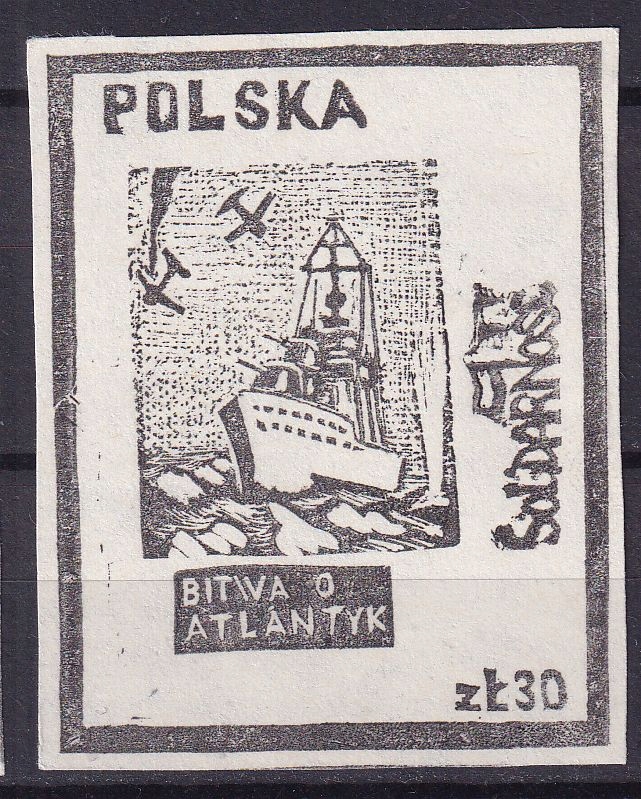 POLSKA
SOLIDARNOŚĆ
BITWA O
ATLANTYK
zŁ30